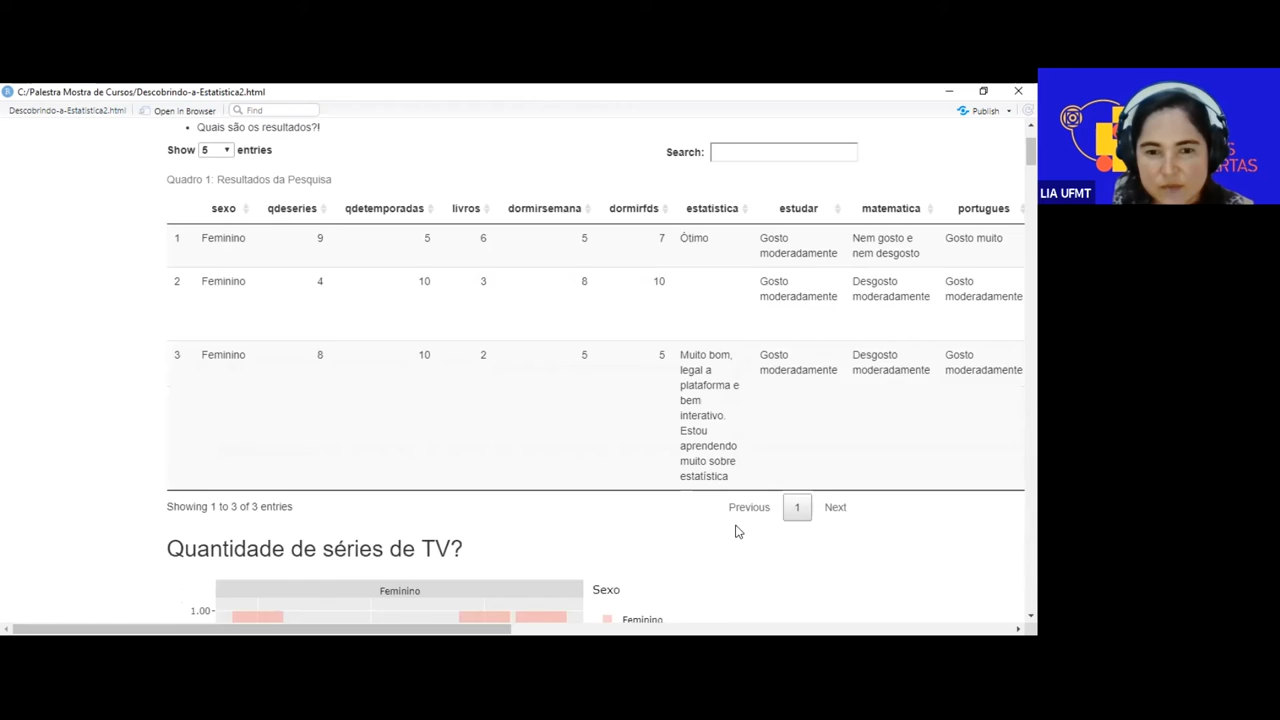 C:/Palestra Mostra de Cursos/Descobrindo-a-Estatistica2.html
Descobrindo-a-Estatistica2.html Open in Browser Find Publish
Quais são os resultados?!
Show 5 entries Search:
Quadro 1: Resultados da Pesquisa
sexo qdeseries qdetemporadas livros dormirsemana dormirfds estatistica estudar matematica portugues
1 Feminino 9 5 6 5 7 Ótimo Gosto Nem gosto e Gosto muito
moderadamente nem desgosto
2 Feminino 4 10 3 8 10 Gosto Desgosto Gosto
moderadamente moderadamente moderadamente
3 Feminino 8 10 2 5 5 Muito bom, Gosto Desgosto Gosto
legal a moderadamente moderadamente moderadamente
plataforma e
bem
interativo.
Estou
aprendendo
muito sobre
estatística
Showing 1 to 3 of 3 entries Previous 1 Next
Quantidade de séries de TV?
Feminino Sexo
1.00
Feminino
LIA UFMT